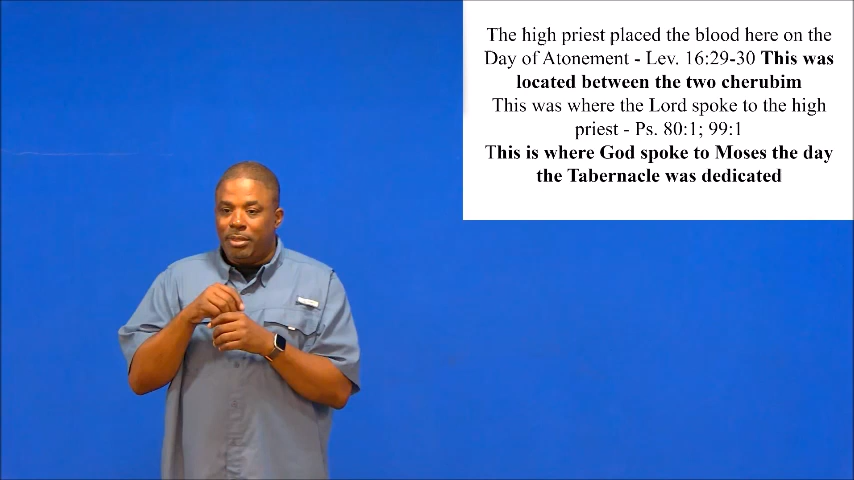 The high priest placed the blood here on the
Day of Atonement - Lev. 16:29-30 This was
located between the two cherubim
This was where the Lord spoke to the high
priest - Ps. 80:1; 99:1
This is where God spoke to Moses the day
the Tabernacle was dedicated